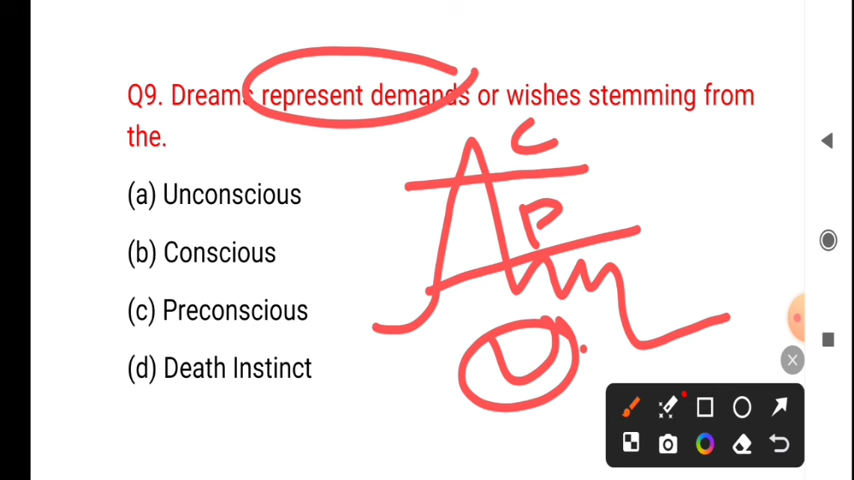 Q9. Dreams represent demands or wishes stemming from
the.
C
(a) Unconscious
P
(b) Conscious
(c) Preconscious
U
(d) Death Instinct